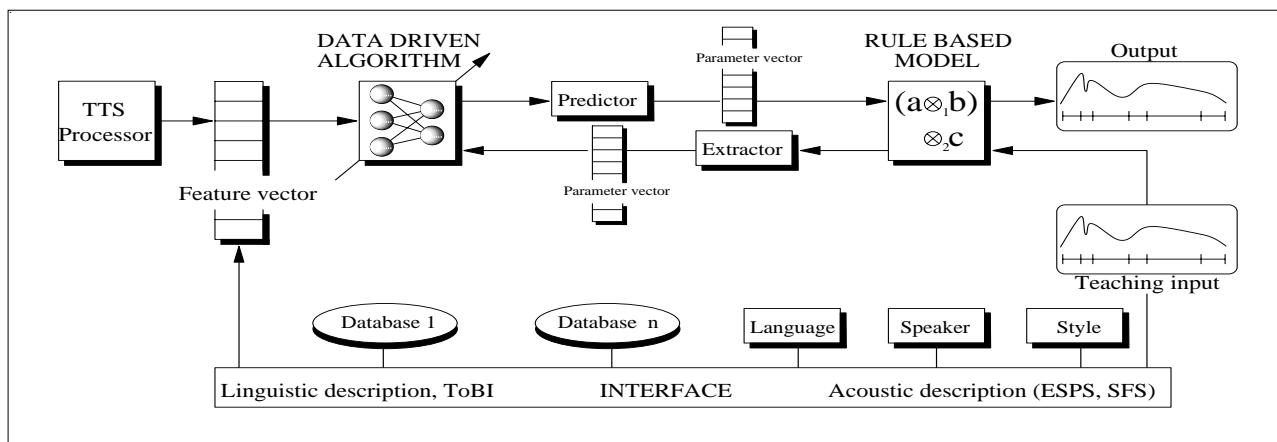 DATA DRIVEN
ALGORITHM
Parameter vector
RULE BASED
MODEL
Output
TTS
Processor
Predictor
(a⊗₁b)
⊗₂c
Extractor
Feature vector
Parameter vector
Teaching input
Database 1
Database n
Language
Speaker
Style
Linguistic description, ToBI
INTERFACE
Acoustic description (ESPS, SFS)